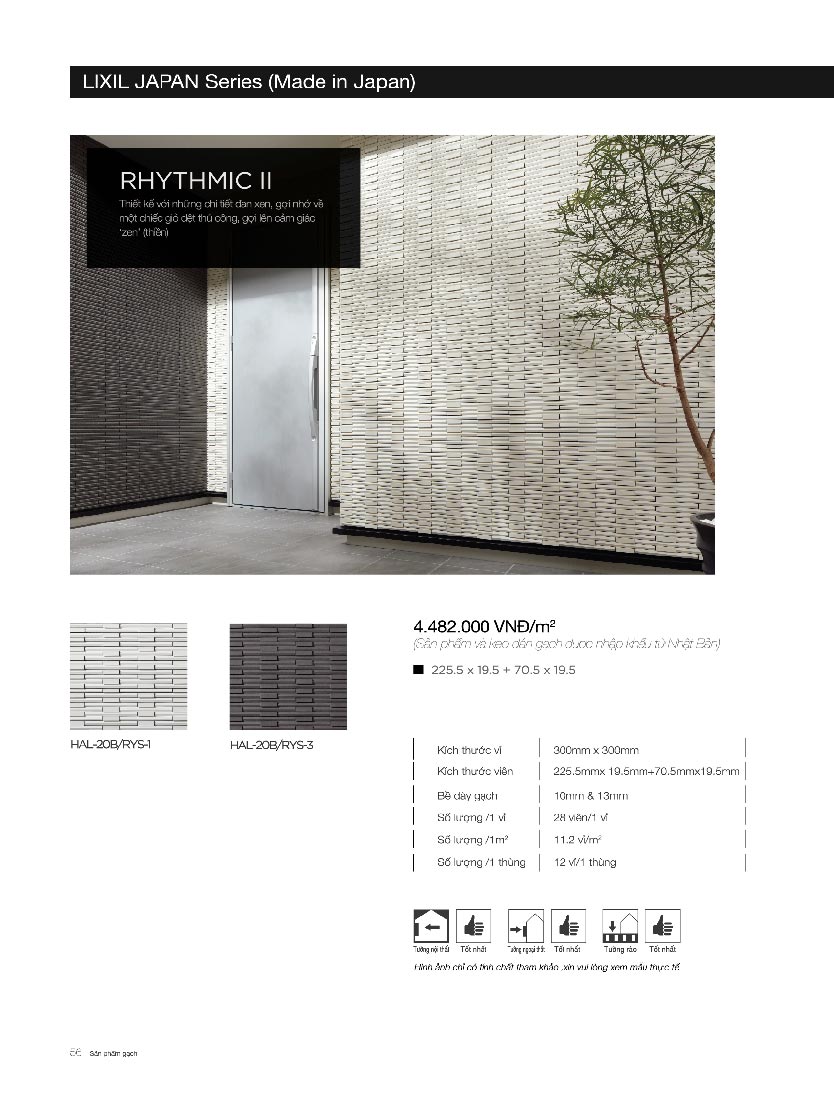 LIXIL JAPAN Series (Made in Japan)
RHYTHMIC II
Thiết kế với những chi tiết đan xen, gợi nhớ về
một chiếc giỏ dệt thủ công, gợi lên cảm giác
'zen' (thiền)
4.482.000 VNĐ/m²
(Sản phẩm và keo dán gạch được nhập khẩu từ Nhật Bản)
■ 225.5 x 19.5 + 70.5 x 19.5
HAL-20B/RYS-1
HAL-20B/RYS-3
Kích thước vỉ 300mm x 300mm
Kích thước viên 225.5mmx 19.5mm+70.5mmx19.5mm
Bề dày gạch 10mm & 13mm
Số lượng /1 vỉ 28 viên/1 vỉ
Số lượng /1m² 11.2 vỉ/m²
Số lượng /1 thùng 12 vỉ/1 thùng
Tường nội thất Tốt nhất Tường ngoại thất Tốt nhất Tường rào Tốt nhất
Hình ảnh chỉ có tính chất tham khảo ,xin vui lòng xem mẫu thực tế
56 Sản phẩm gạch